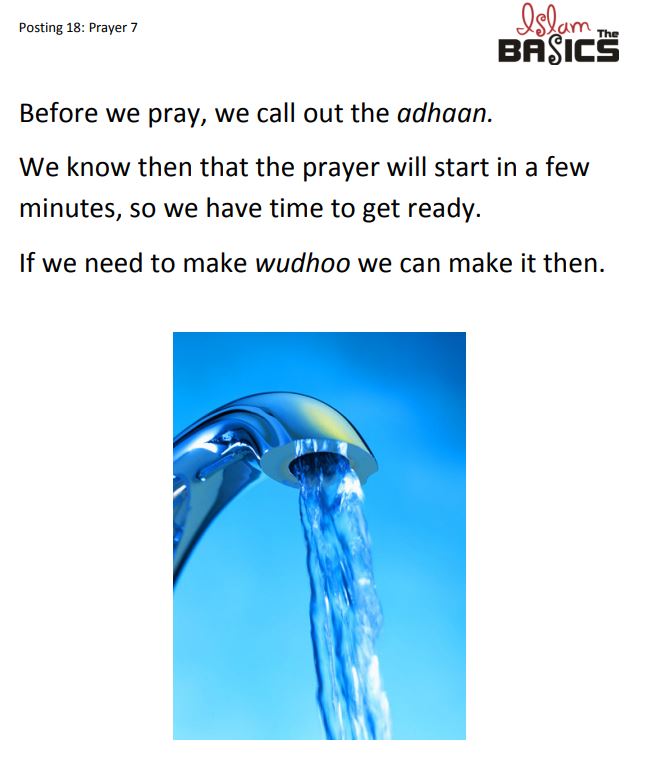 Posting 18: Prayer 7
Islam The
BASICS
Before we pray, we call out the adhaan.
We know then that the prayer will start in a few
minutes, so we have time to get ready.
If we need to make wudhoo we can make it then.